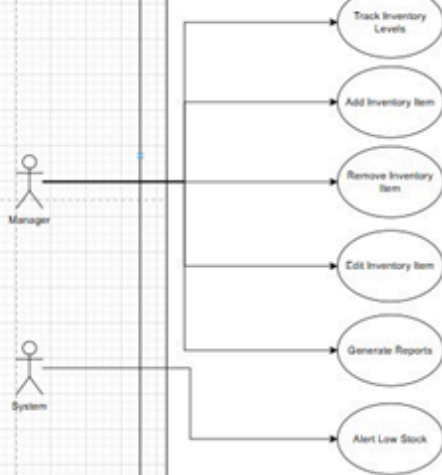 Track Inventory
Levels
Add Inventory Item
Remove Inventory
Item
Manager
Edit Inventory Item
Generate Reports
System
Alert Low Stock